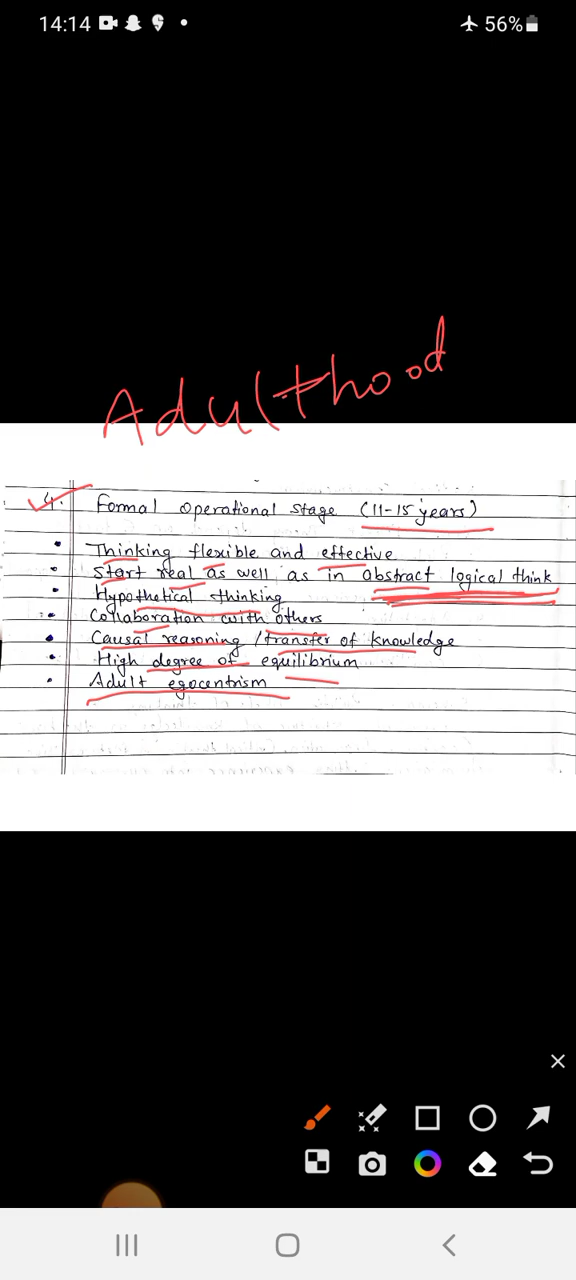 14:14
56%
Adulthood
4. Formal operational stage (11-15 years)
• Thinking flexible and effective
• Start real as well as in abstract logical think
• Hypothetical thinking
• Collaboration with others
• Causal reasoning / transfer of knowledge
• High degree of equilibrium
• Adult egocentrism